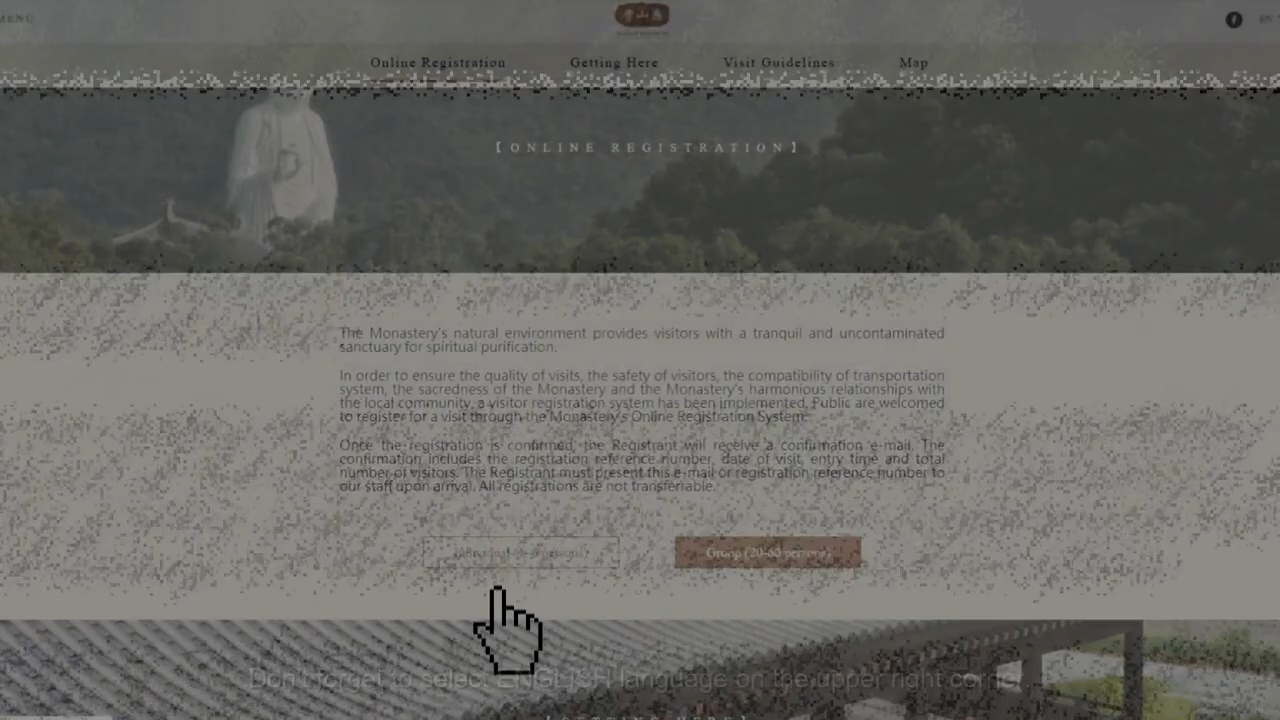 MENU
Online Registration
Getting Here
Visit Guidelines
Map
【ONLINE REGISTRATION】
The Monastery's natural environment provides visitors with a tranquil and uncontaminated
sanctuary for spiritual purification.
In order to ensure the quality of visits, the safety of visitors, the compatibility of transportation
system, the sacredness of the Monastery and the Monastery's harmonious relationships with
the local community, a visitor registration system has been implemented. Public are welcomed
to register for a visit through the Monastery's Online Registration System.
Once the registration is confirmed, the Registrant will receive a confirmation e-mail. The
confirmation includes the registration reference number, date of visit, entry time and total
number of visitors. The Registrant must present this e-mail or registration reference number to
our staff upon arrival. All registrations are not transferrable.
Group (20-60 persons)
Don't forget to select ENGLISH language on the upper right corner
【GETTING HERE】